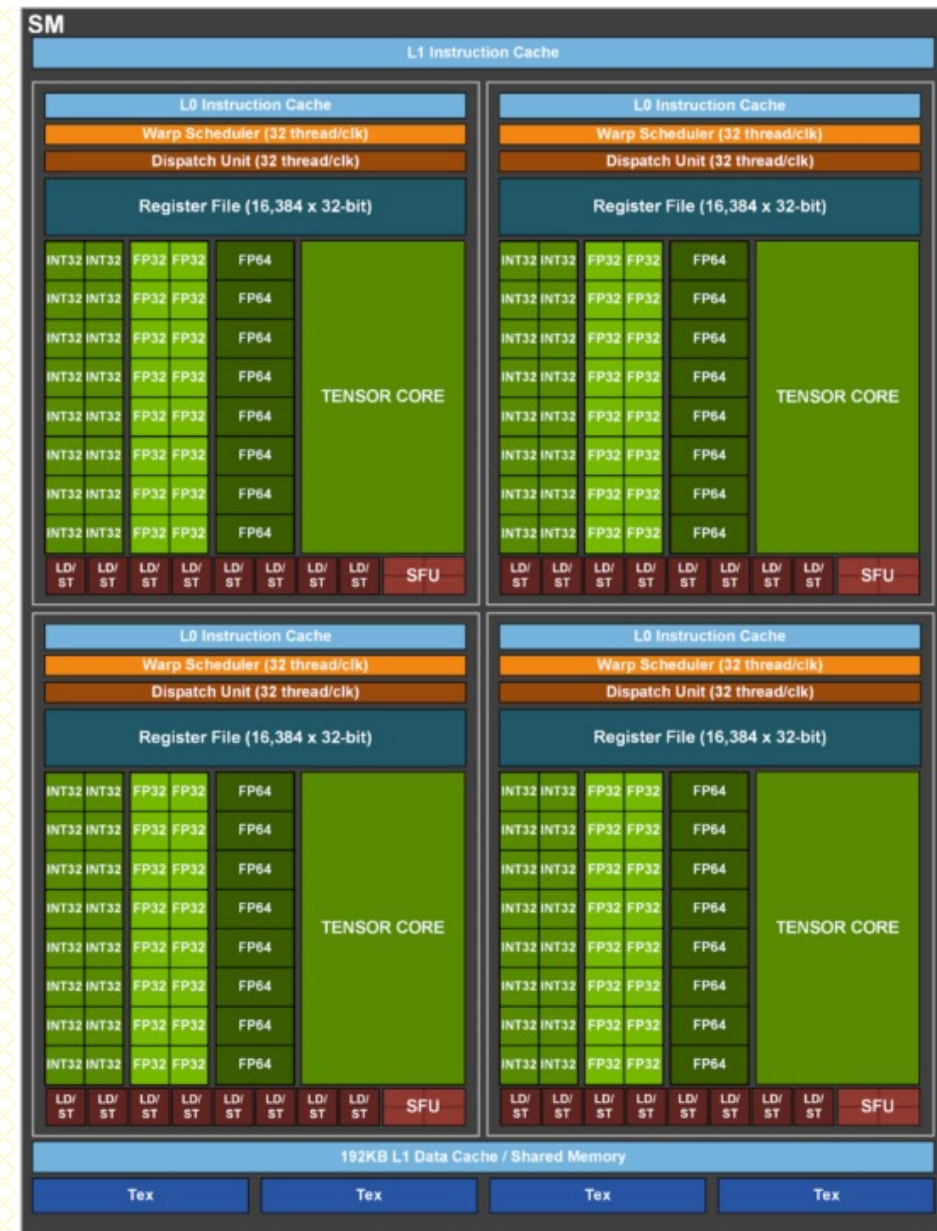 SM
L1 Instruction Cache
L0 Instruction Cache
Warp Scheduler (32 thread/clk)
Dispatch Unit (32 thread/clk)
Register File (16,384 x 32-bit)
INT32 INT32 FP32 FP32 FP64
INT32 INT32 FP32 FP32 FP64
INT32 INT32 FP32 FP32 FP64
INT32 INT32 FP32 FP32 FP64
INT32 INT32 FP32 FP32 FP64
INT32 INT32 FP32 FP32 FP64
INT32 INT32 FP32 FP32 FP64
INT32 INT32 FP32 FP32 FP64
TENSOR CORE
LD/ LD/ LD/ LD/ LD/ LD/ LD/ LD/
ST ST ST ST ST ST ST ST
SFU
L0 Instruction Cache
Warp Scheduler (32 thread/clk)
Dispatch Unit (32 thread/clk)
Register File (16,384 x 32-bit)
INT32 INT32 FP32 FP32 FP64
INT32 INT32 FP32 FP32 FP64
INT32 INT32 FP32 FP32 FP64
INT32 INT32 FP32 FP32 FP64
INT32 INT32 FP32 FP32 FP64
INT32 INT32 FP32 FP32 FP64
INT32 INT32 FP32 FP32 FP64
INT32 INT32 FP32 FP32 FP64
TENSOR CORE
LD/ LD/ LD/ LD/ LD/ LD/ LD/ LD/
ST ST ST ST ST ST ST ST
SFU
L0 Instruction Cache
Warp Scheduler (32 thread/clk)
Dispatch Unit (32 thread/clk)
Register File (16,384 x 32-bit)
INT32 INT32 FP32 FP32 FP64
INT32 INT32 FP32 FP32 FP64
INT32 INT32 FP32 FP32 FP64
INT32 INT32 FP32 FP32 FP64
INT32 INT32 FP32 FP32 FP64
INT32 INT32 FP32 FP32 FP64
INT32 INT32 FP32 FP32 FP64
INT32 INT32 FP32 FP32 FP64
TENSOR CORE
LD/ LD/ LD/ LD/ LD/ LD/ LD/ LD/
ST ST ST ST ST ST ST ST
SFU
L0 Instruction Cache
Warp Scheduler (32 thread/clk)
Dispatch Unit (32 thread/clk)
Register File (16,384 x 32-bit)
INT32 INT32 FP32 FP32 FP64
INT32 INT32 FP32 FP32 FP64
INT32 INT32 FP32 FP32 FP64
INT32 INT32 FP32 FP32 FP64
INT32 INT32 FP32 FP32 FP64
INT32 INT32 FP32 FP32 FP64
INT32 INT32 FP32 FP32 FP64
INT32 INT32 FP32 FP32 FP64
TENSOR CORE
LD/ LD/ LD/ LD/ LD/ LD/ LD/ LD/
ST ST ST ST ST ST ST ST
SFU
192KB L1 Data Cache / Shared Memory
Tex Tex Tex Tex